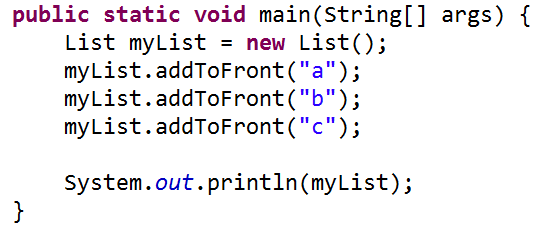 public static void main(String[] args) {
    List myList = new List();
    myList.addToFront("a");
    myList.addToFront("b");
    myList.addToFront("c");

    System.out.println(myList);
}